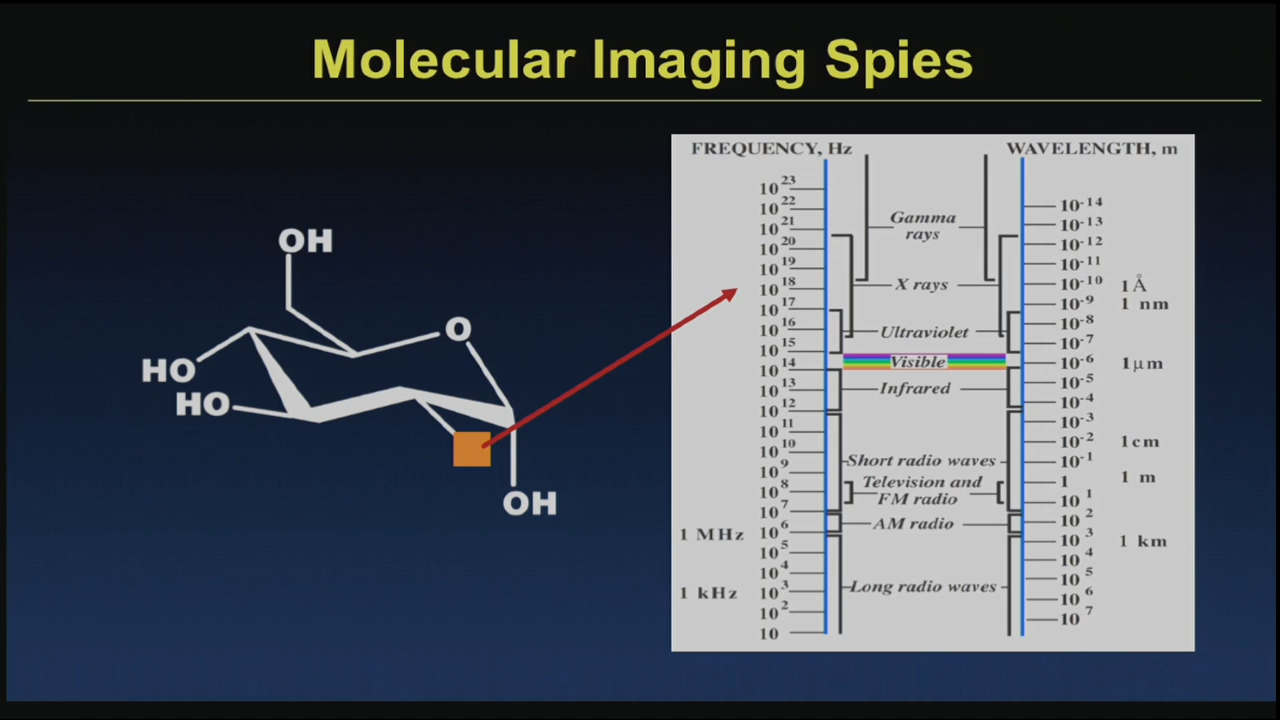 Molecular Imaging Spies
OH
O
HO
HO
OH
FREQUENCY, Hz
WAVELENGTH, m
10²³
10²²
10²¹
10²⁰
10¹⁹
10¹⁸
10¹⁷
10¹⁶
10¹⁵
10¹⁴
10¹³
10¹²
10¹¹
10¹⁰
10⁹
10⁸
10⁷
1 MHz 10⁶
10⁵
10⁴
1 kHz 10³
10²
10
Gamma
rays
X rays
Ultraviolet
Visible
Infrared
Short radio waves
Television and
FM radio
AM radio
Long radio waves
10⁻¹⁴
10⁻¹³
10⁻¹²
10⁻¹¹
10⁻¹⁰ 1Å
10⁻⁹ 1 nm
10⁻⁸
10⁻⁷
10⁻⁶ 1μm
10⁻⁵
10⁻⁴
10⁻³
10⁻² 1cm
10⁻¹
1 1 m
10¹
10²
10³ 1 km
10⁴
10⁵
10⁶
10⁷